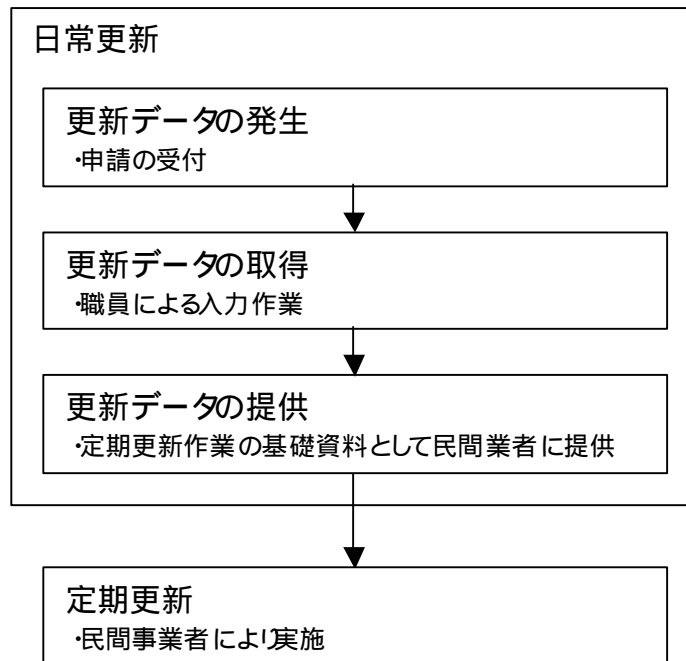 日常更新
更新データの発生
・申請の受付
更新データの取得
・職員による入力作業
更新データの提供
・定期更新作業の基礎資料として民間業者に提供
定期更新
・民間事業者により実施